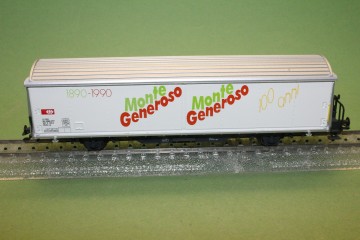 1890-1990
Monte
Generoso
Monte
Generoso
100 anni